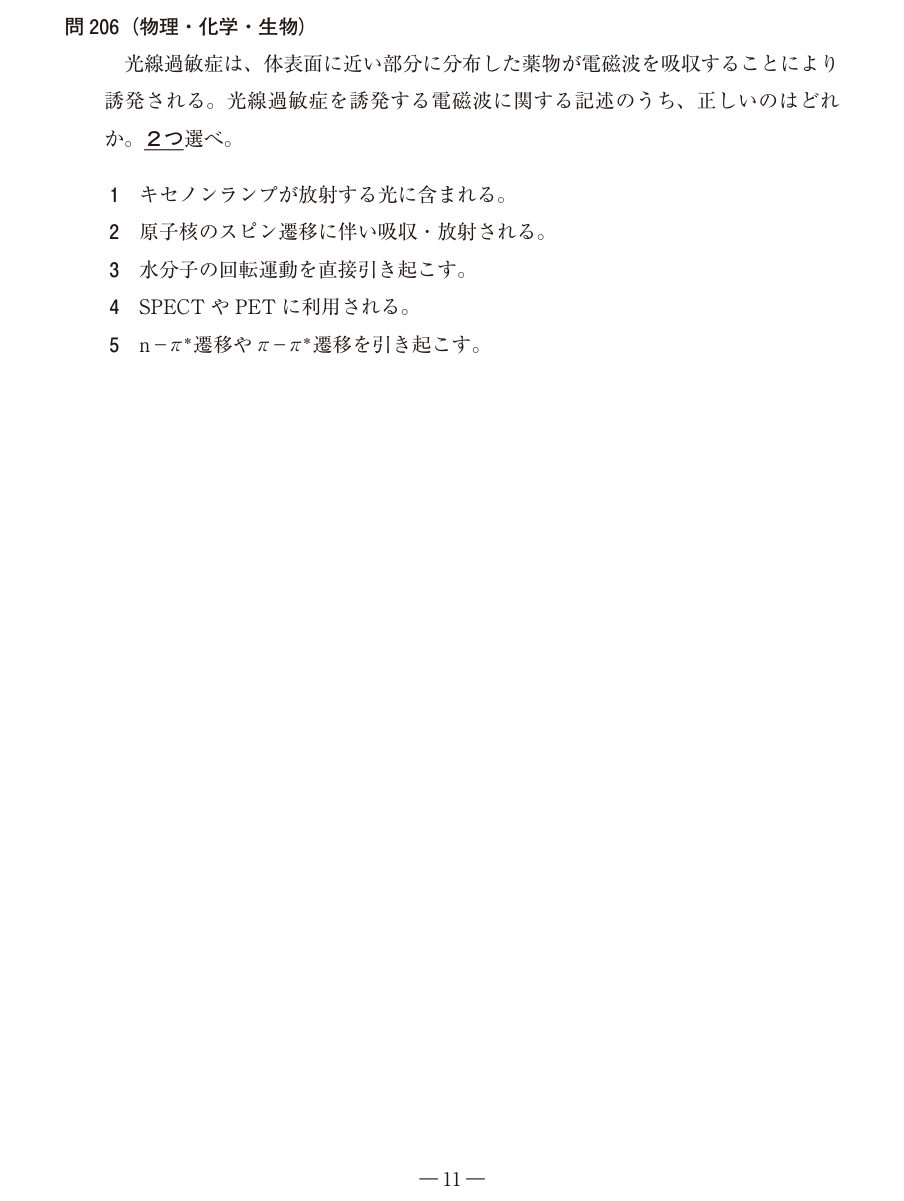 問 206(物理・化学・生物)
光線過敏症は、体表面に近い部分に分布した薬物が電磁波を吸収することにより
誘発される。光線過敏症を誘発する電磁波に関する記述のうち、正しいのはどれ
か。2つ選べ。
1 キセノンランプが放射する光に含まれる。
2 原子核のスピン遷移に伴い吸収・放射される。
3 水分子の回転運動を直接引き起こす。
4 SPECT や PET に利用される。
5 n-π*遷移や π-π*遷移を引き起こす。
— 11 —